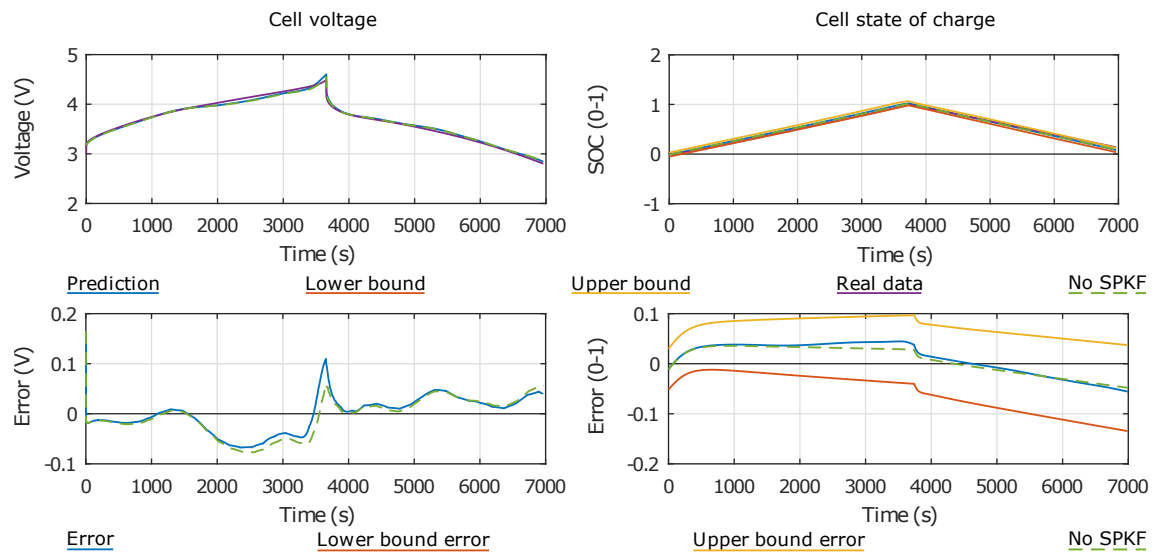 Cell voltage
Cell state of charge
5
4
3
2
Voltage (V)
0 1000 2000 3000 4000 5000 6000 7000
Time (s)
2
1
0
-1
SOC (0-1)
0 1000 2000 3000 4000 5000 6000 7000
Time (s)
Prediction Lower bound Upper bound Real data No SPKF
0.2
0.1
0
-0.1
Error (V)
0 1000 2000 3000 4000 5000 6000 7000
Time (s)
0.1
0
-0.1
-0.2
Error (0-1)
0 1000 2000 3000 4000 5000 6000 7000
Time (s)
Error Lower bound error Upper bound error No SPKF